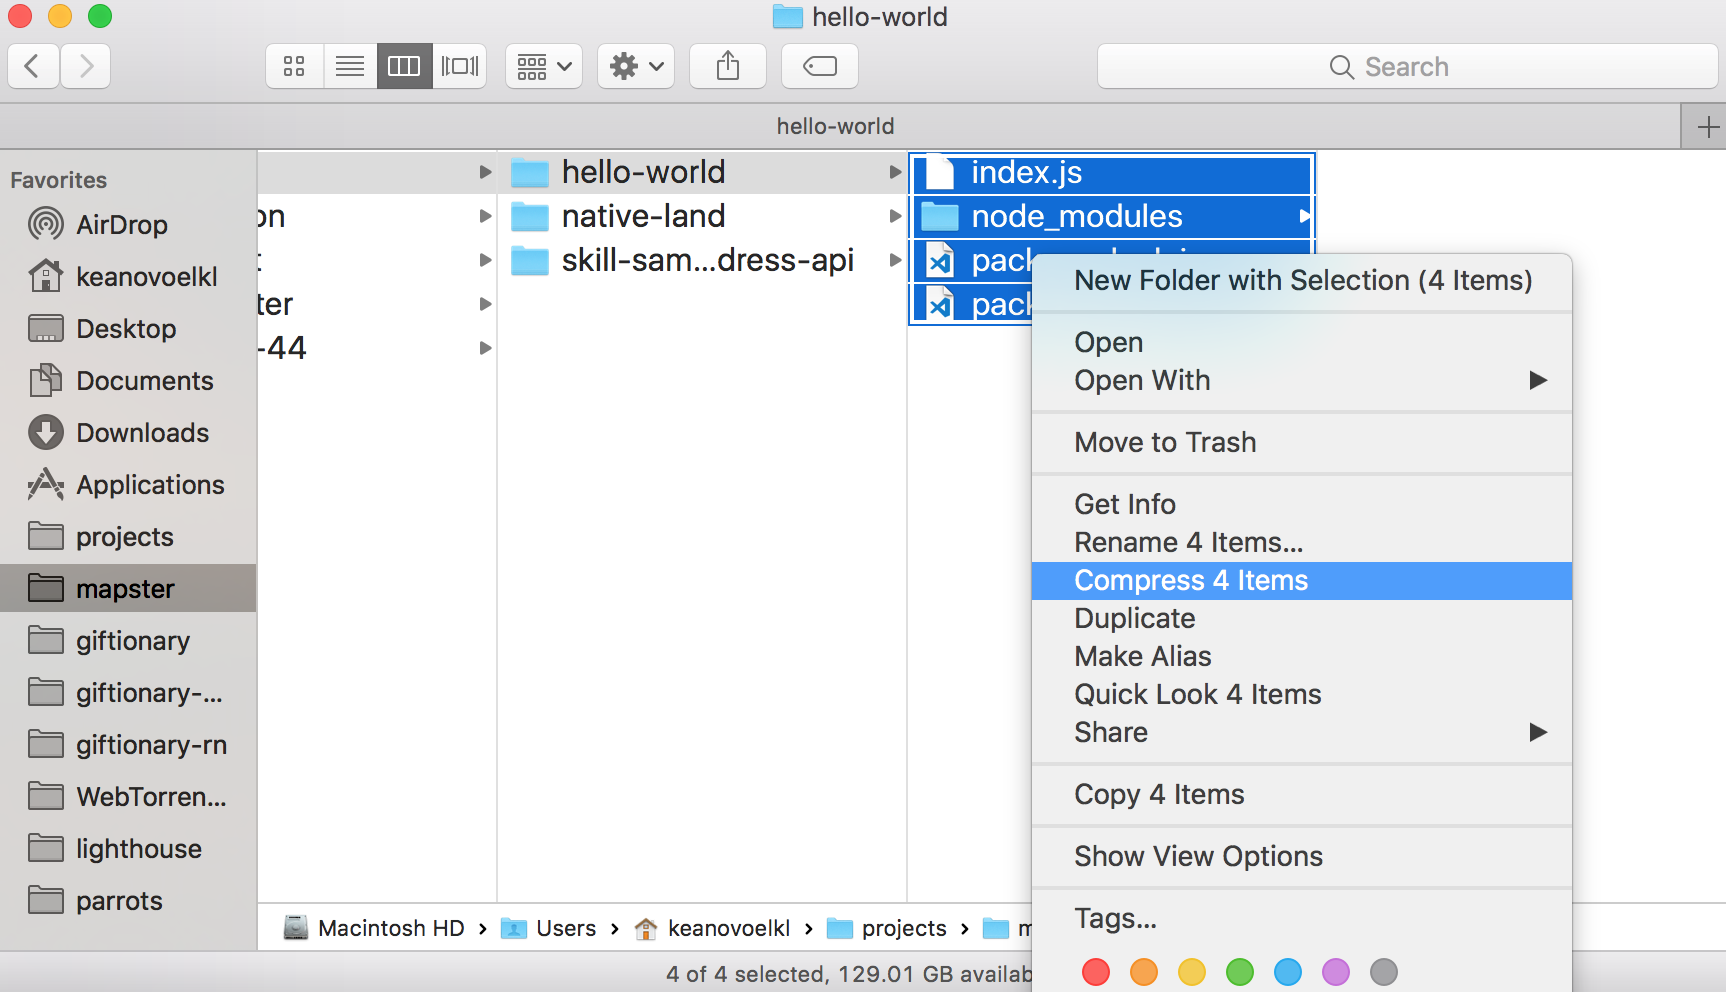 hello-world
Search
hello-world
Favorites
AirDrop
keanovoelkl
Desktop
Documents
Downloads
Applications
projects
mapster
giftionary
giftionary-...
giftionary-rn
WebTorren...
lighthouse
parrots
on
ter
-44
hello-world
native-land
skill-sam...dress-api
index.js
node_modules
pack
pack
New Folder with Selection (4 Items)
Open
Open With
Move to Trash
Get Info
Rename 4 Items...
Compress 4 Items
Duplicate
Make Alias
Quick Look 4 Items
Share
Copy 4 Items
Show View Options
Tags...
Macintosh HD › Users › keanovoelkl › projects › m
4 of 4 selected, 129.01 GB availab